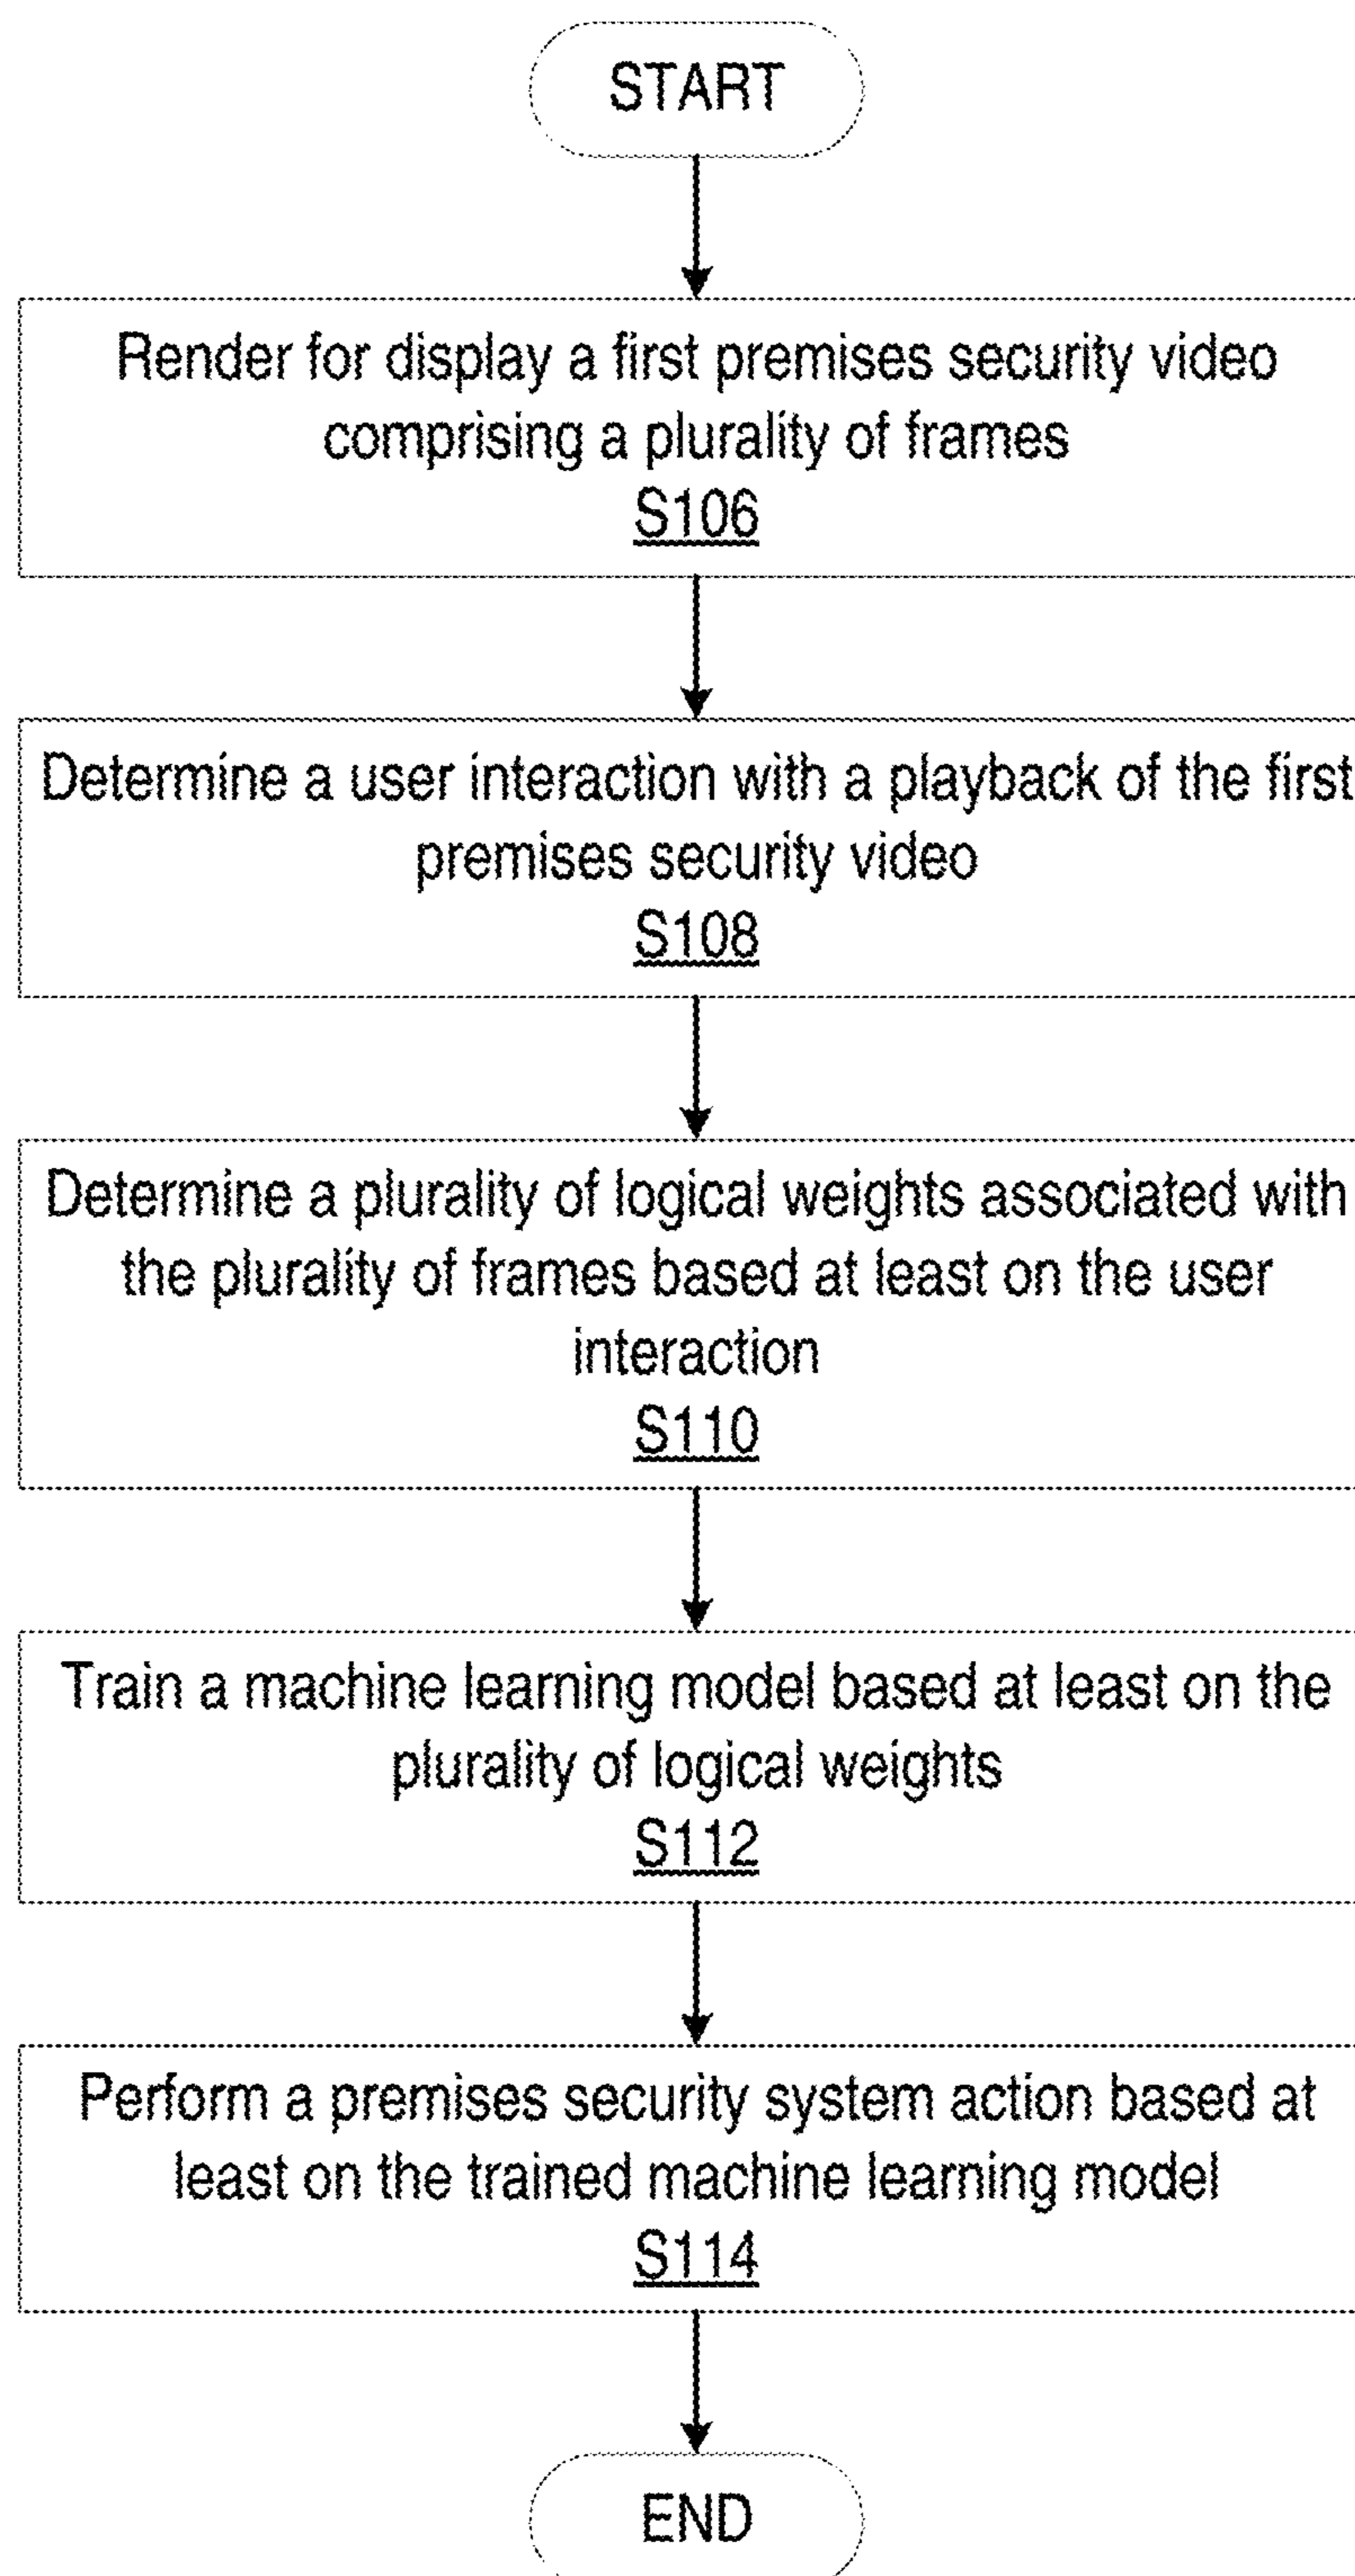 START
Render for display a first premises security video
comprising a plurality of frames
S106
Determine a user interaction with a playback of the first
premises security video
S108
Determine a plurality of logical weights associated with
the plurality of frames based at least on the user
interaction
S110
Train a machine learning model based at least on the
plurality of logical weights
S112
Perform a premises security system action based at
least on the trained machine learning model
S114
END